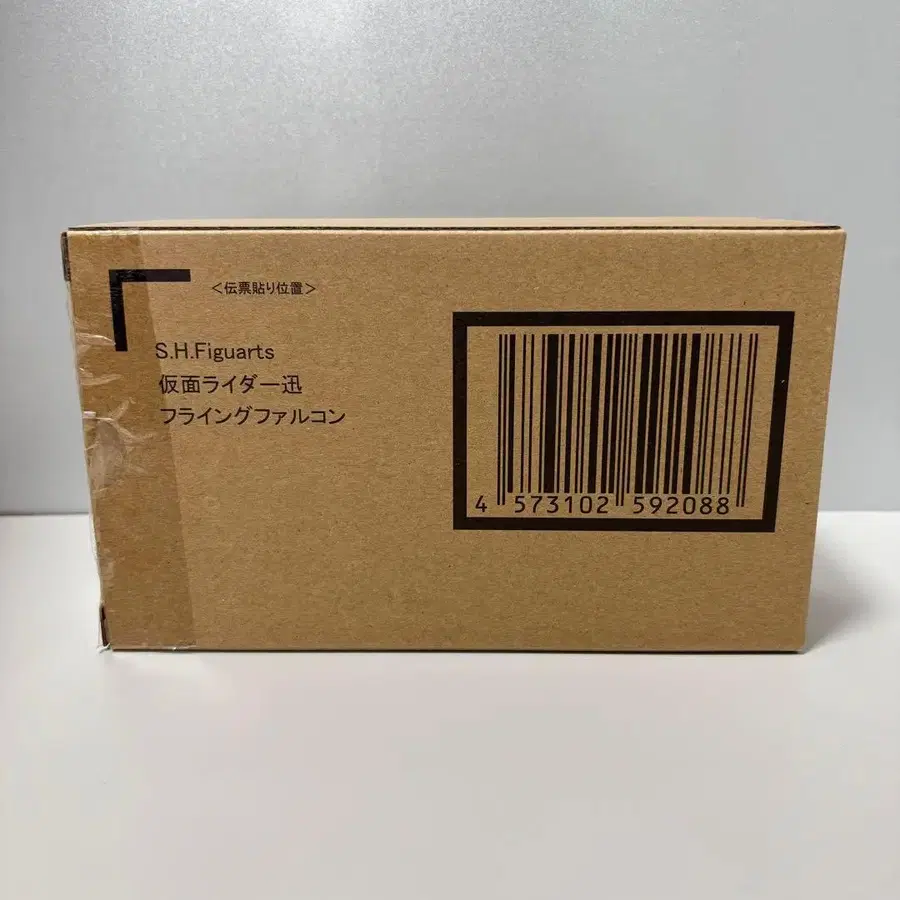 ＜伝票貼り位置＞
S.H.Figuarts
仮面ライダー迅
フライングファルコン
4 573102 592088